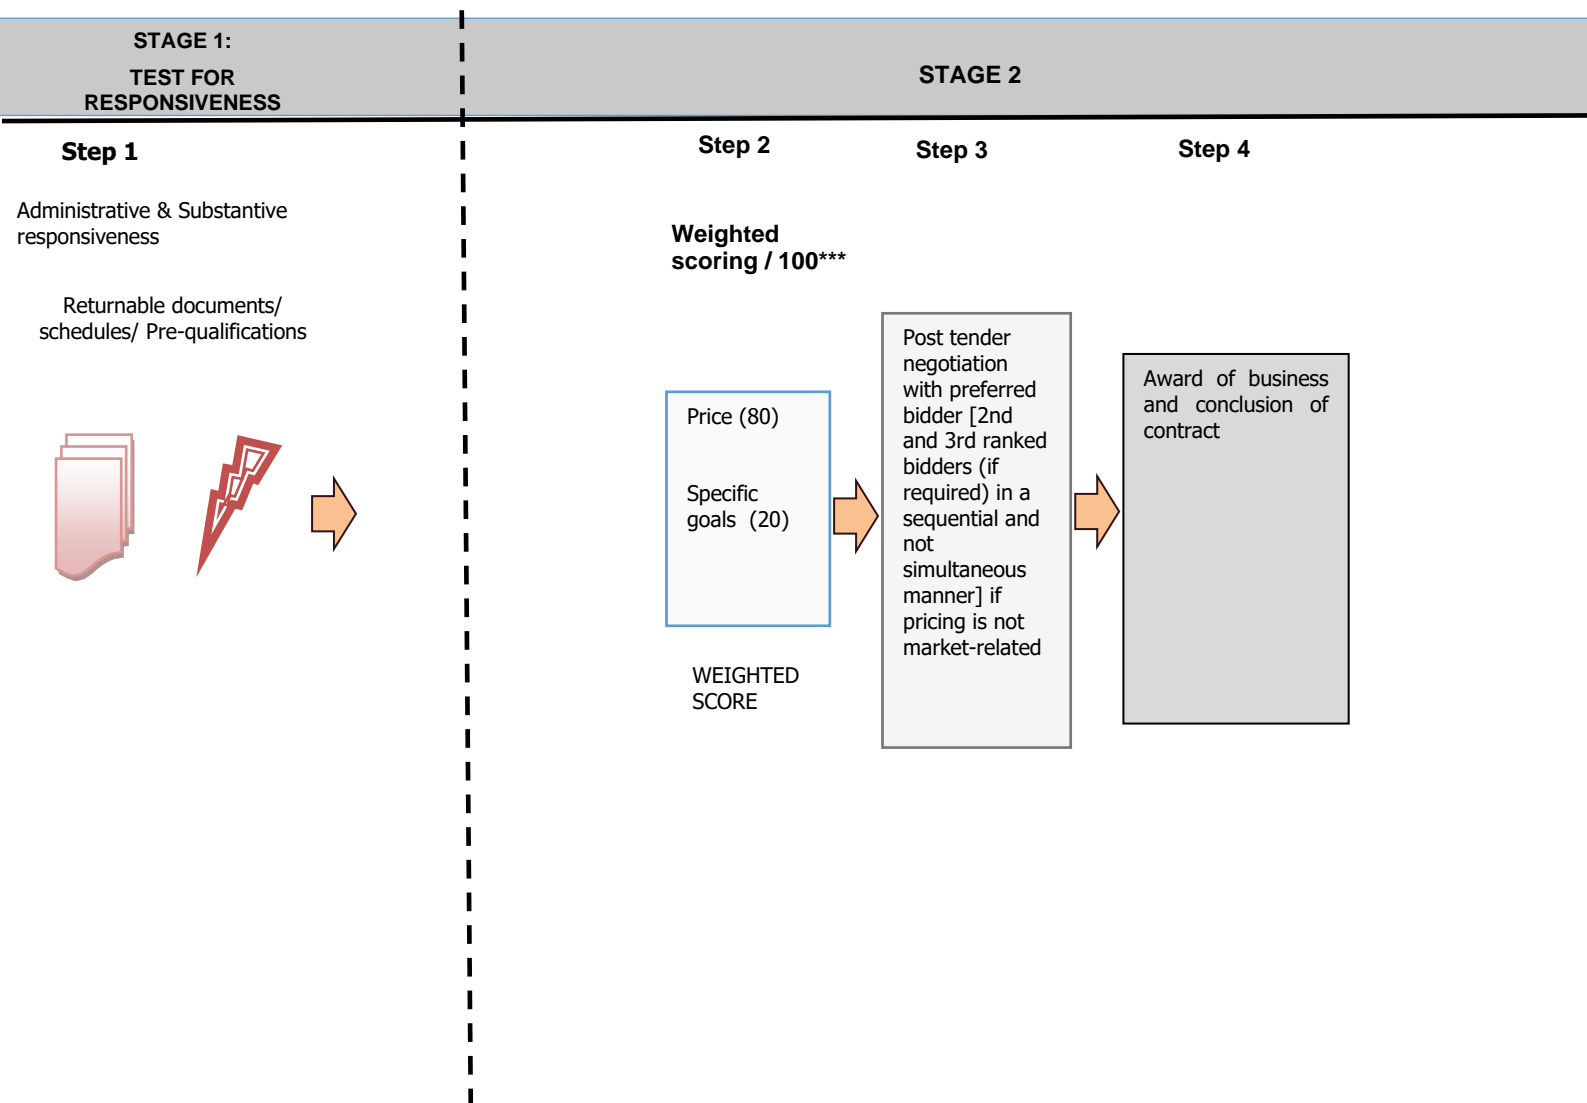 STAGE 1:
TEST FOR
RESPONSIVENESS
STAGE 2
Step 1
Step 2
Step 3
Step 4
Administrative & Substantive
responsiveness
Returnable documents/
schedules/ Pre-qualifications
Weighted
scoring / 100***
Price (80)
Specific
goals (20)
WEIGHTED
SCORE
Post tender
negotiation
with preferred
bidder [2nd
and 3rd ranked
bidders (if
required) in a
sequential and
not
simultaneous
manner] if
pricing is not
market-related
Award of business
and conclusion of
contract